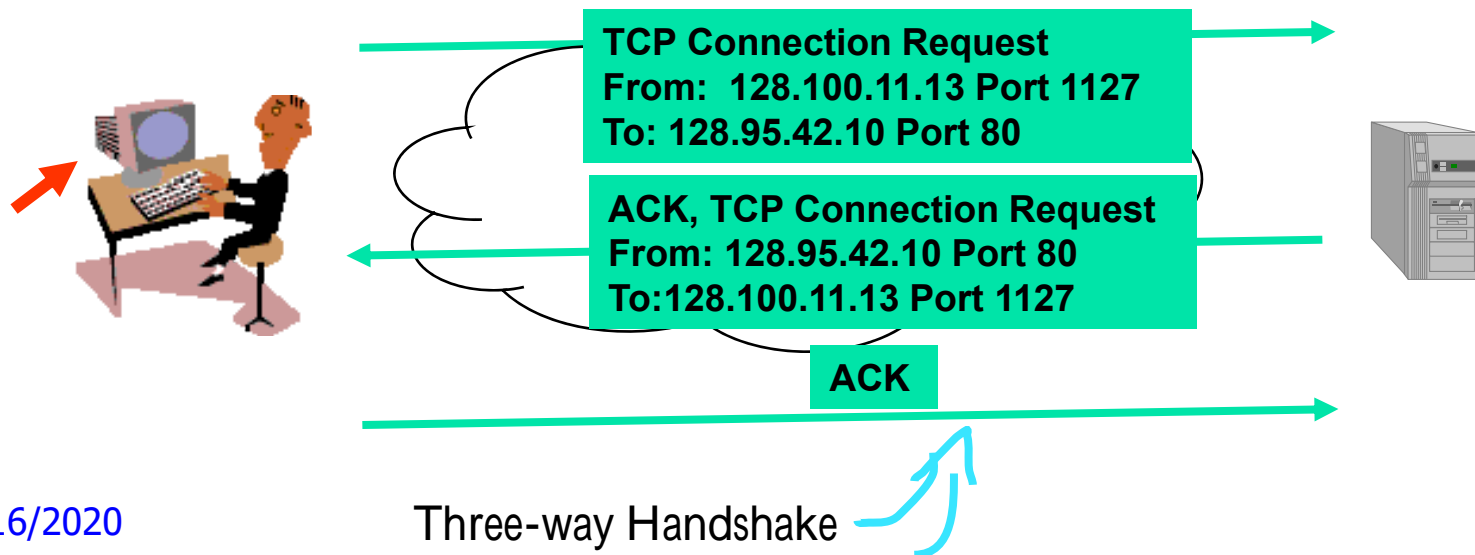 TCP Connection Request
From: 128.100.11.13 Port 1127
To: 128.95.42.10 Port 80
ACK, TCP Connection Request
From: 128.95.42.10 Port 80
To:128.100.11.13 Port 1127
ACK
16/2020
Three-way Handshake